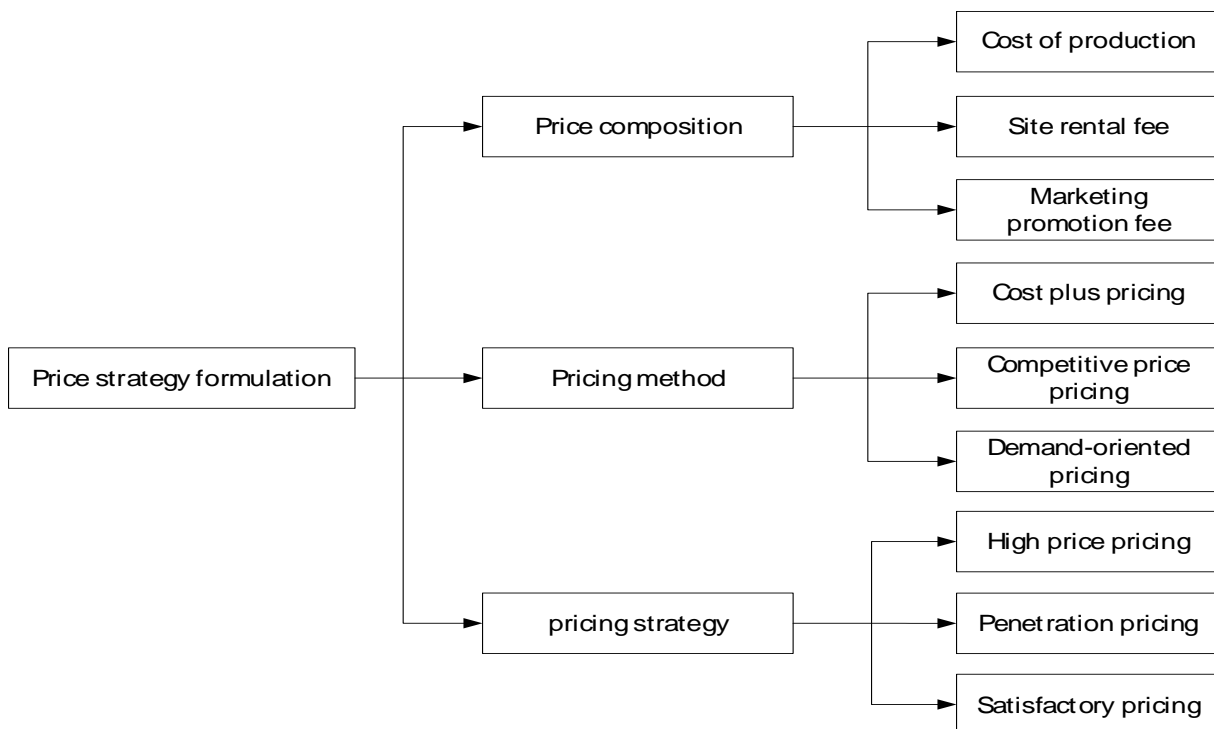 Cost of production
Price composition
Site rental fee
Marketing
promotion fee
Cost plus pricing
Price strategy formulation
Pricing method
Competitive price
pricing
Demand-oriented
pricing
High price pricing
pricing strategy
Penetration pricing
Satisfactory pricing